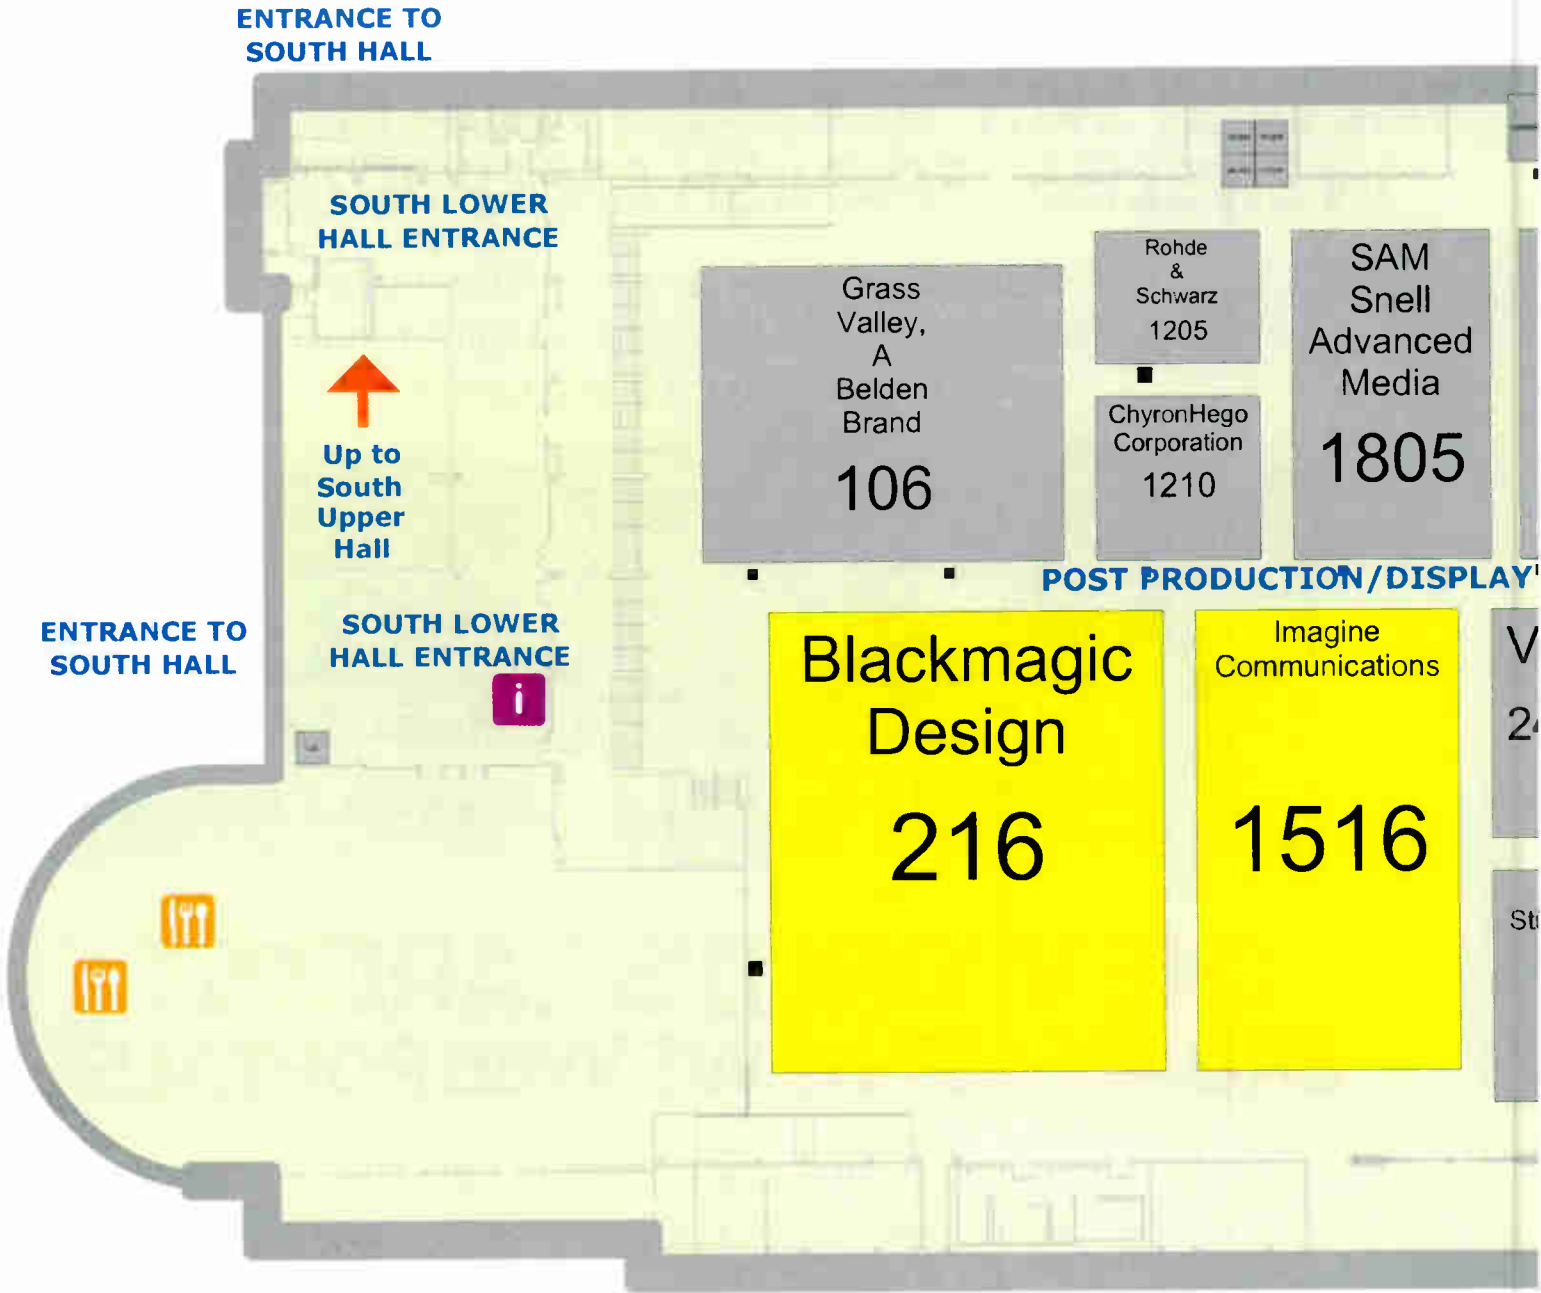 ENTRANCE TO
SOUTH HALL
SOUTH LOWER
HALL ENTRANCE
Up to
South
Upper
Hall
ENTRANCE TO
SOUTH HALL
SOUTH LOWER
HALL ENTRANCE
i
Grass
Valley,
A
Belden
Brand
106
Rohde
&
Schwarz
1205
ChyronHego
Corporation
1210
SAM
Snell
Advanced
Media
1805
POST PRODUCTION/DISPLAY
Blackmagic
Design
216
Imagine
Communications
1516
V